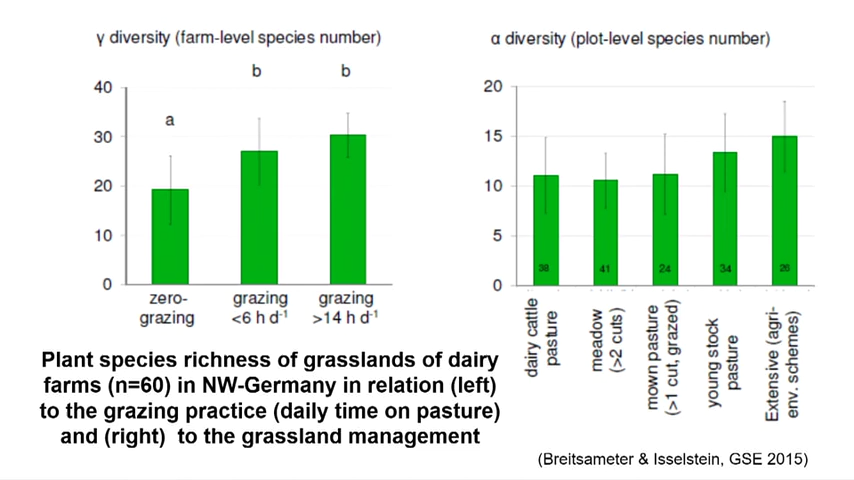 γ diversity (farm-level species number)
b
b
a
40
30
20
10
0
zero-
grazing
grazing
<6 h d-1
grazing
>14 h d-1
α diversity (plot-level species number)
20
15
10
5
0
38
41
24
34
26
dairy cattle
pasture
meadow
(>2 cuts)
mown pasture
(>1 cut, grazed)
young stock
pasture
Extensive (agri-
env. schemes)
Plant species richness of grasslands of dairy
farms (n=60) in NW-Germany in relation (left)
to the grazing practice (daily time on pasture)
and (right) to the grassland management
(Breitsameter & Isselstein, GSE 2015)